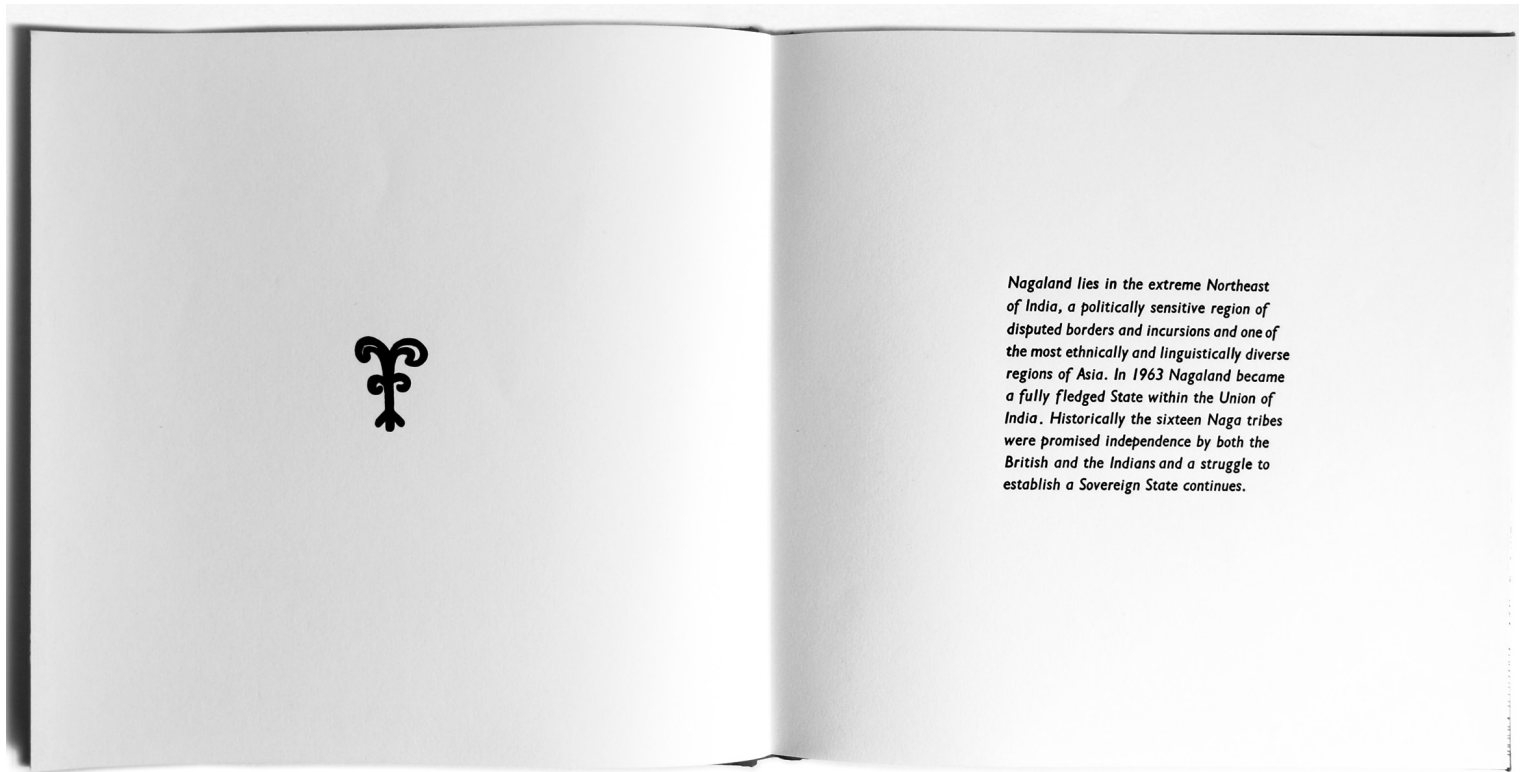 Nagaland lies in the extreme Northeast
of India, a politically sensitive region of
disputed borders and incursions and one of
the most ethnically and linguistically diverse
regions of Asia. In 1963 Nagaland became
a fully fledged State within the Union of
India. Historically the sixteen Naga tribes
were promised independence by both the
British and the Indians and a struggle to
establish a Sovereign State continues.